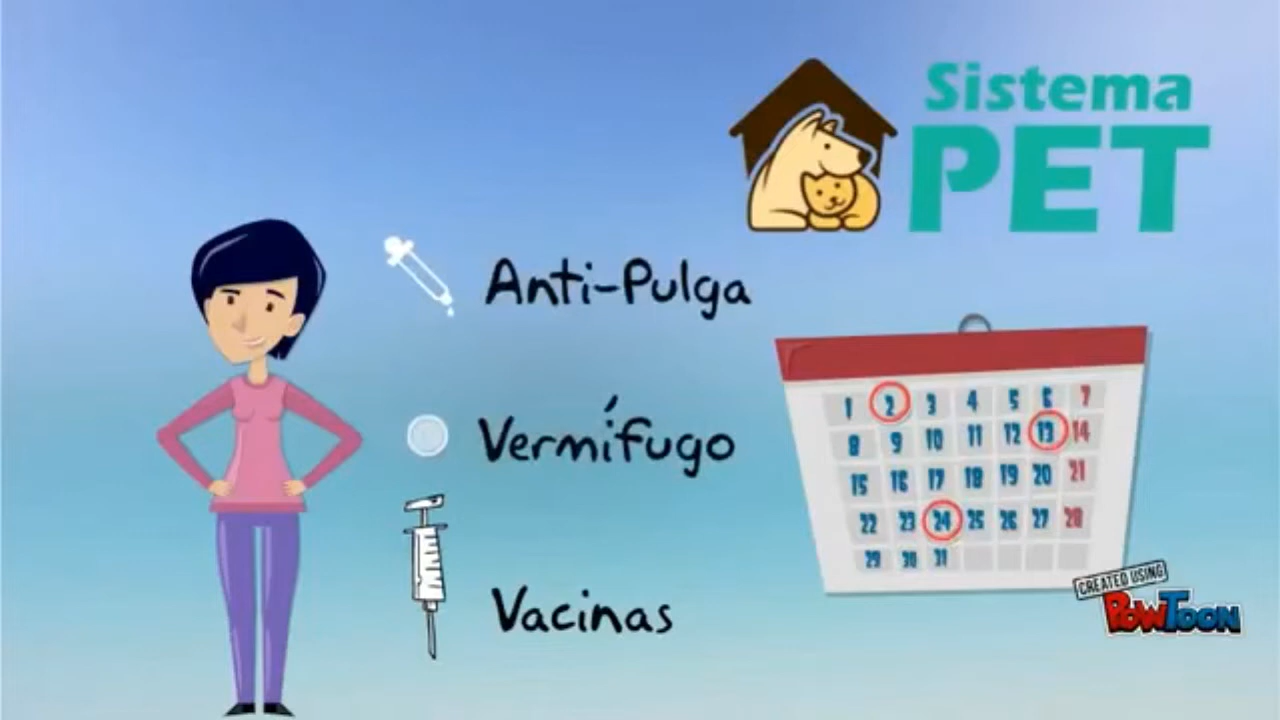 Sistema
PET
Anti-Pulga
Vermífugo
Vacinas
1 2 3 4 5 6 7
8 9 10 11 12 13 14
15 16 17 18 19 20 21
22 23 24 25 26 27 28
29 30 31
CREATED USING
POWTOON